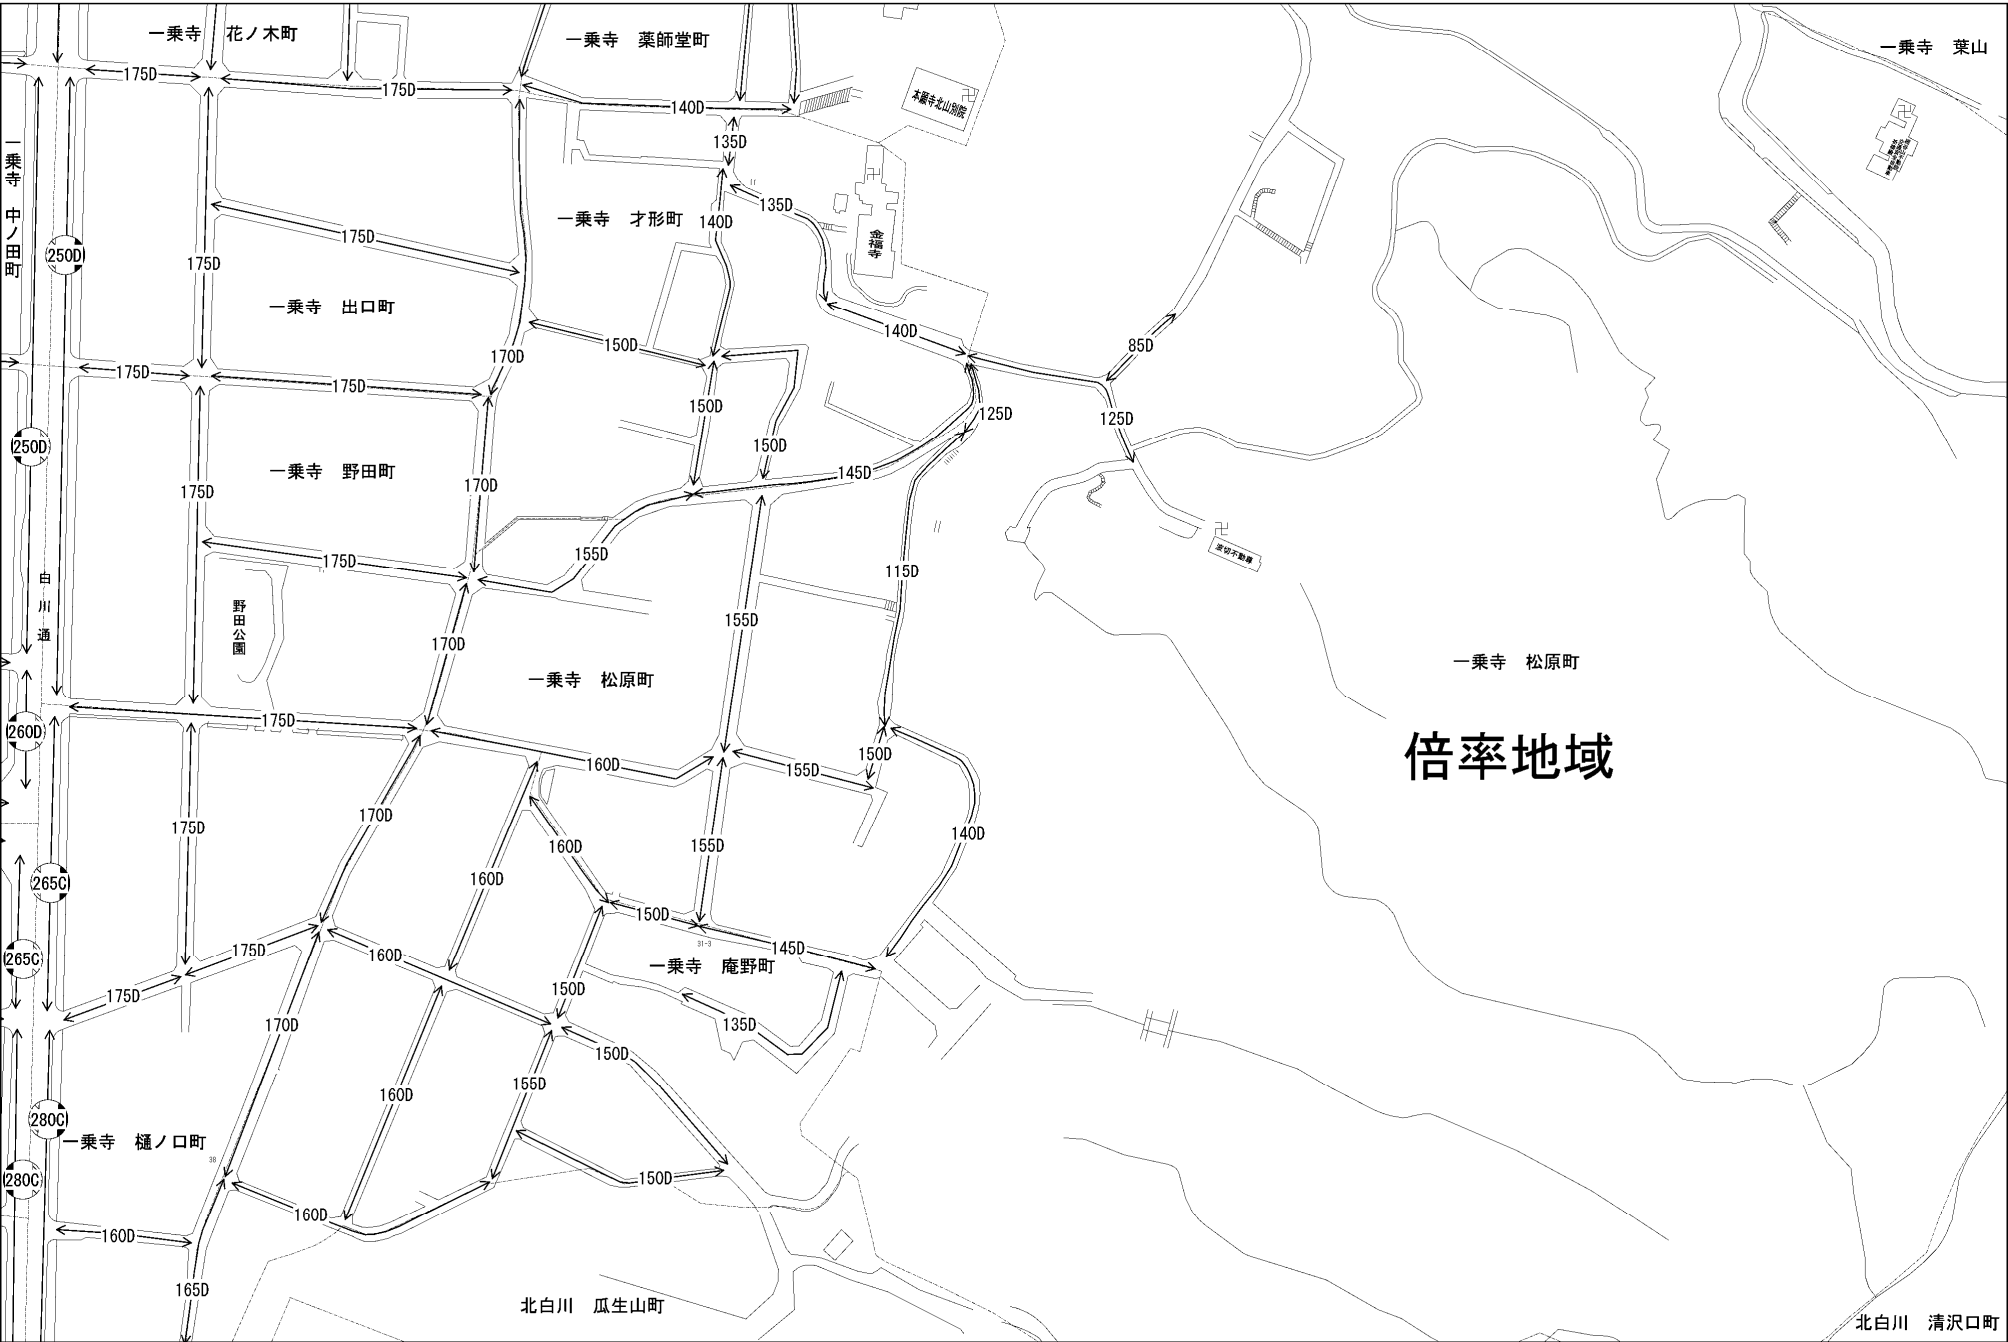 一乗寺　花ノ木町
一乗寺　薬師堂町
一乗寺　葉山
175D
175D
140D
本願寺北山別院
135D
一乗寺　中ノ田町
175D
一乗寺　才形町
140D
135D
金福寺
250D
175D
一乗寺　出口町
140D
85D
150D
170D
175D
175D
150D
125D
125D
250D
150D
145D
一乗寺　野田町
170D
175D
155D
波切不動尊
175D
115D
白川通
野田公園
155D
170D
一乗寺　松原町
一乗寺　松原町
175D
260D
倍率地域
150D
160D
155D
170D
175D
140D
160D
155D
265C
160D
150D
31-3
145D
175D
160D
265C
一乗寺　庵野町
150D
175D
135D
170D
150D
155D
160D
280C
一乗寺　樋ノ口町
38
280C
150D
160D
160D
165D
北白川　瓜生山町
北白川　清沢口町